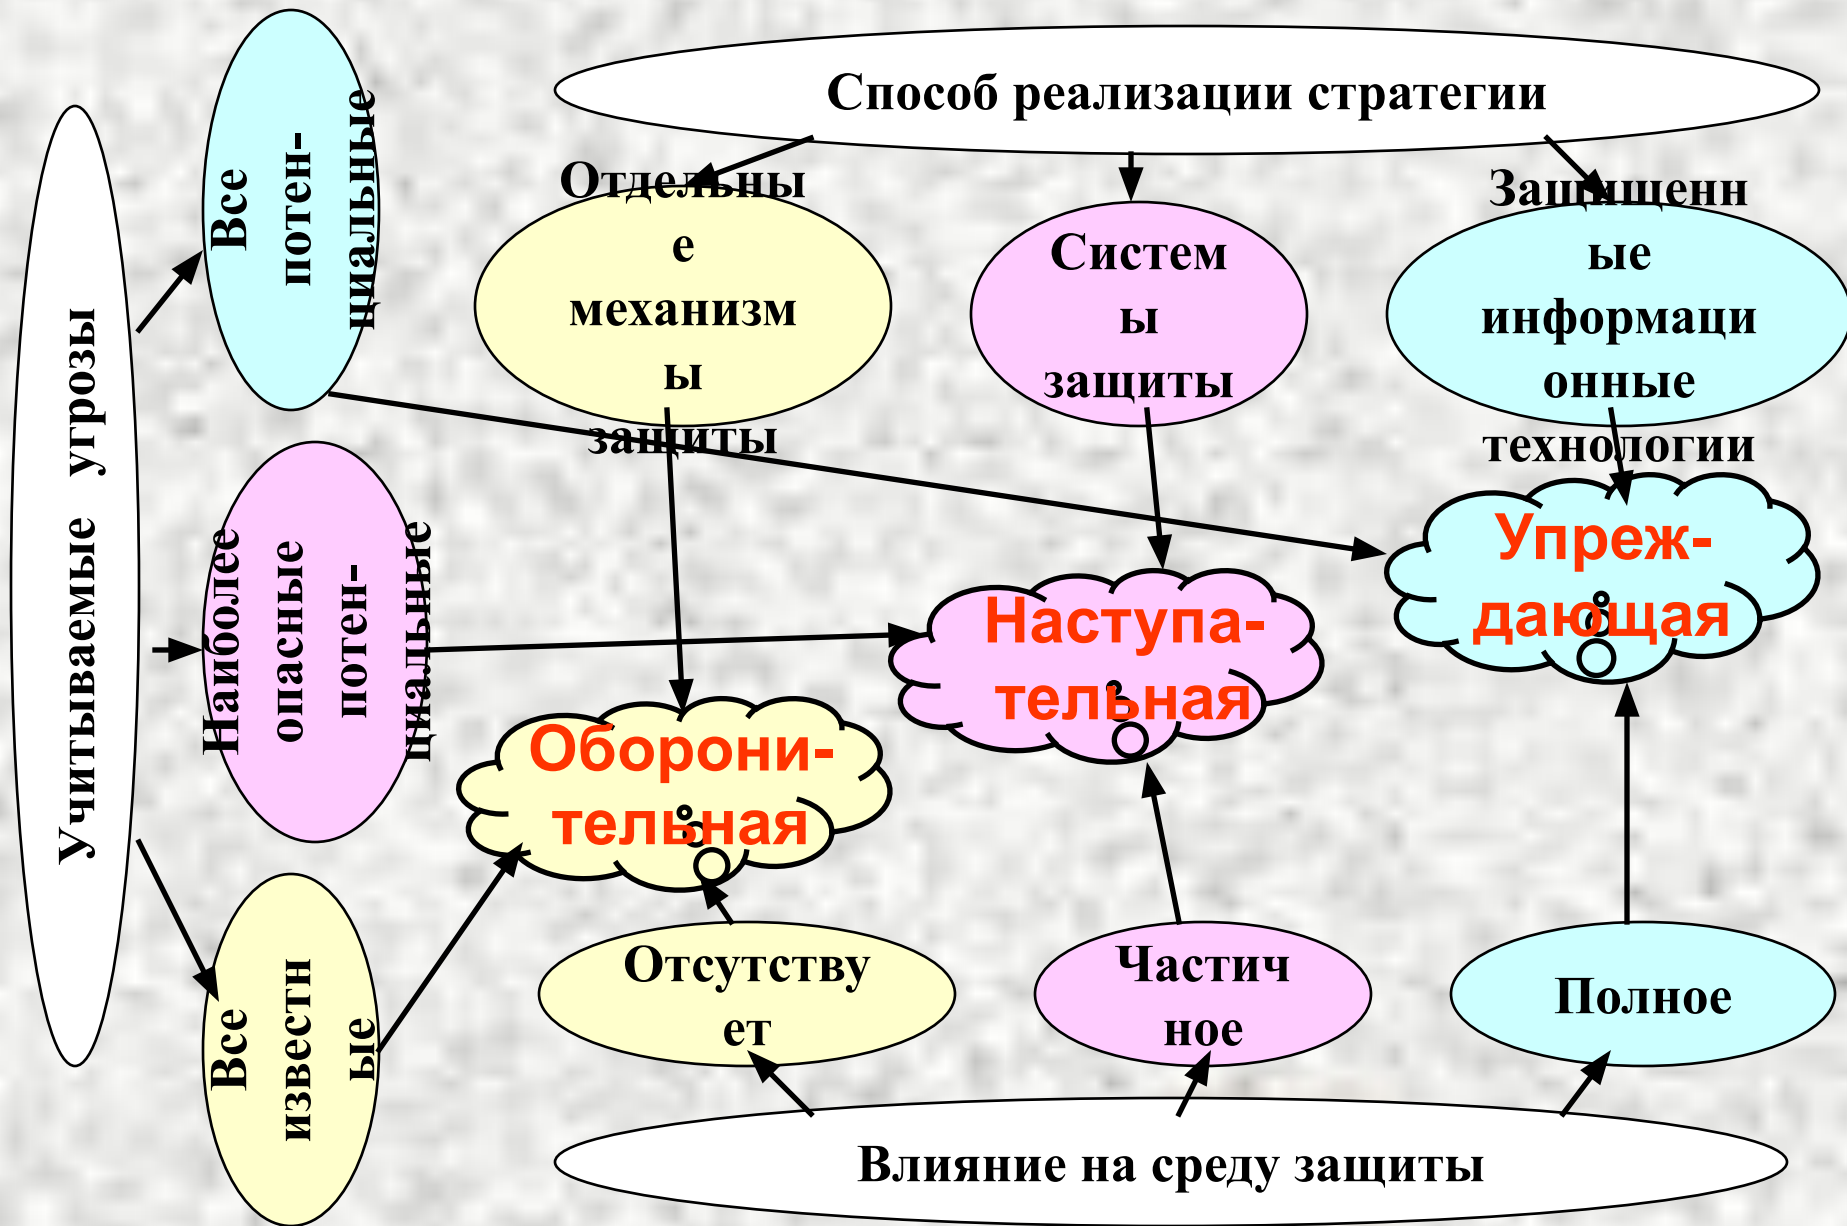 Способ реализации стратегии
Учитываемые угрозы
Все
потен-
циальные
Наиболее
опасные
потен-
циальные
Все
известн
ые
Отдельны
е
механизм
ы
защиты
Систем
ы
защиты
Защищенн
ые
информаци
онные
технологии
Оборони-
тельная
Наступа-
тельная
Упреж-
дающая
Отсутству
ет
Частич
ное
Полное
Влияние на среду защиты